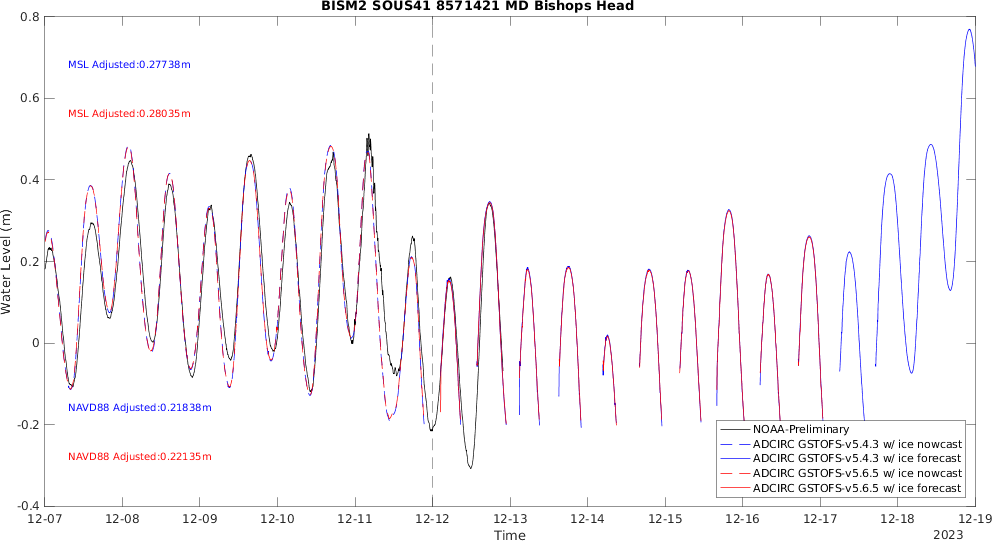 BISM2 SOUS41 8571421 MD Bishops Head
0.8
0.6
0.4
0.2
0
-0.2
-0.4
Water Level (m)
MSL Adjusted:0.27738m
MSL Adjusted:0.28035m
NAVD88 Adjusted:0.21838m
NAVD88 Adjusted:0.22135m
NOAA-Preliminary
ADCIRC GSTOFS-v5.4.3 w/ ice nowcast
ADCIRC GSTOFS-v5.4.3 w/ ice forecast
ADCIRC GSTOFS-v5.6.5 w/ ice nowcast
ADCIRC GSTOFS-v5.6.5 w/ ice forecast
12-07 12-08 12-09 12-10 12-11 12-12 12-13 12-14 12-15 12-16 12-17 12-18 12-19
Time
2023